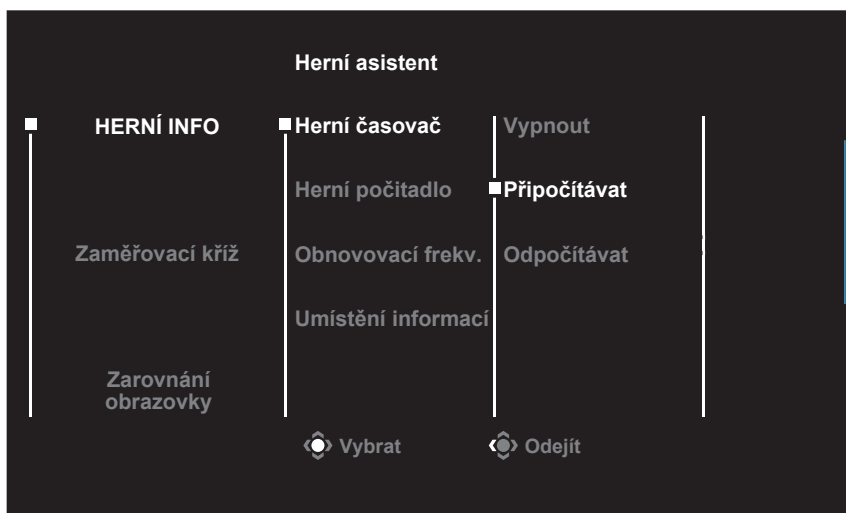 Herní asistent
HERNÍ INFO
Herní časovač
Vypnout
Herní počitadlo
Připočítávat
Zaměřovací kříž
Obnovovací frekv.
Odpočítávat
Umístění informací
Zarovnání
obrazovky
Vybrat
Odejít